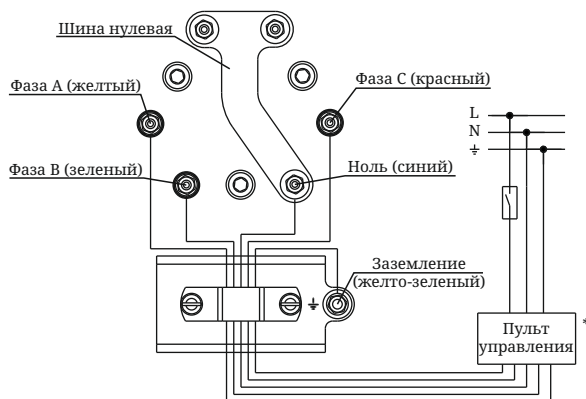 Шина нулевая
Фаза А (желтый)
Фаза С (красный)
L
N
Фаза В (зеленый)
Ноль (синий)
Заземление
(желто-зеленый)
*
Пульт
управления